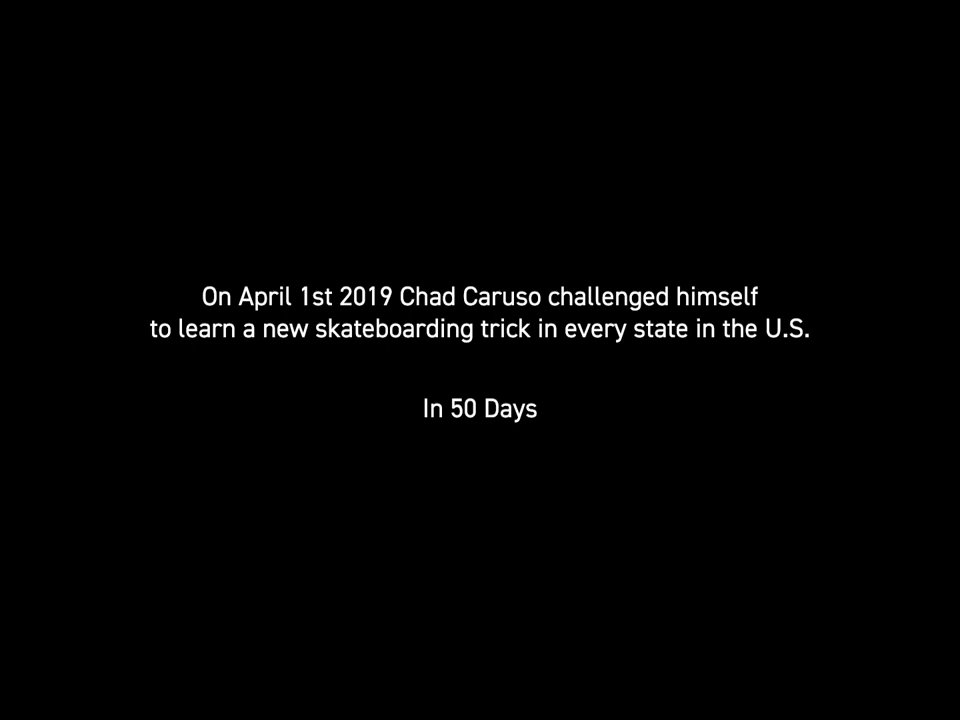 On April 1st 2019 Chad Caruso challenged himself
to learn a new skateboarding trick in every state in the U.S.
In 50 Days